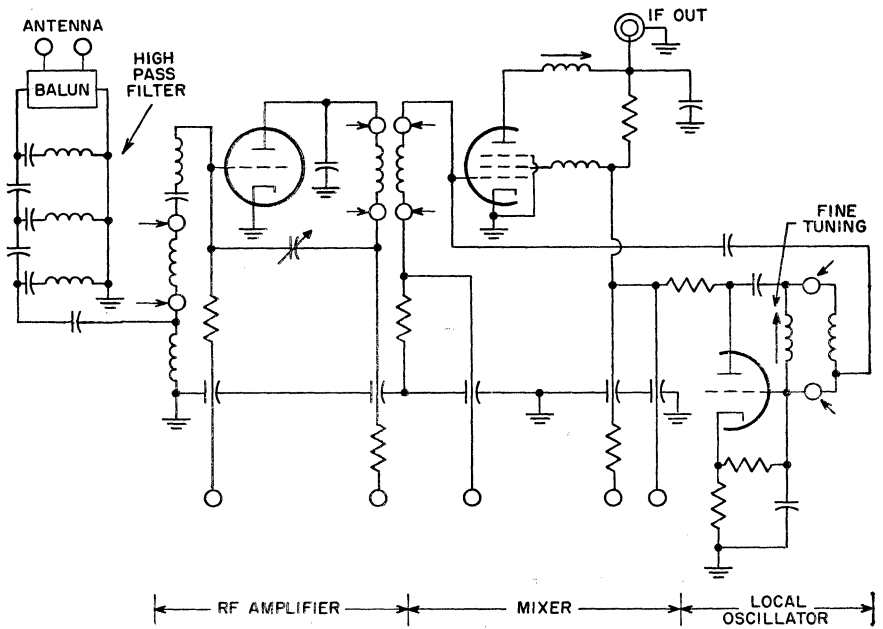 ANTENNA
BALUN
HIGH
PASS
FILTER
IF OUT
FINE
TUNING
RF AMPLIFIER
MIXER
LOCAL
OSCILLATOR